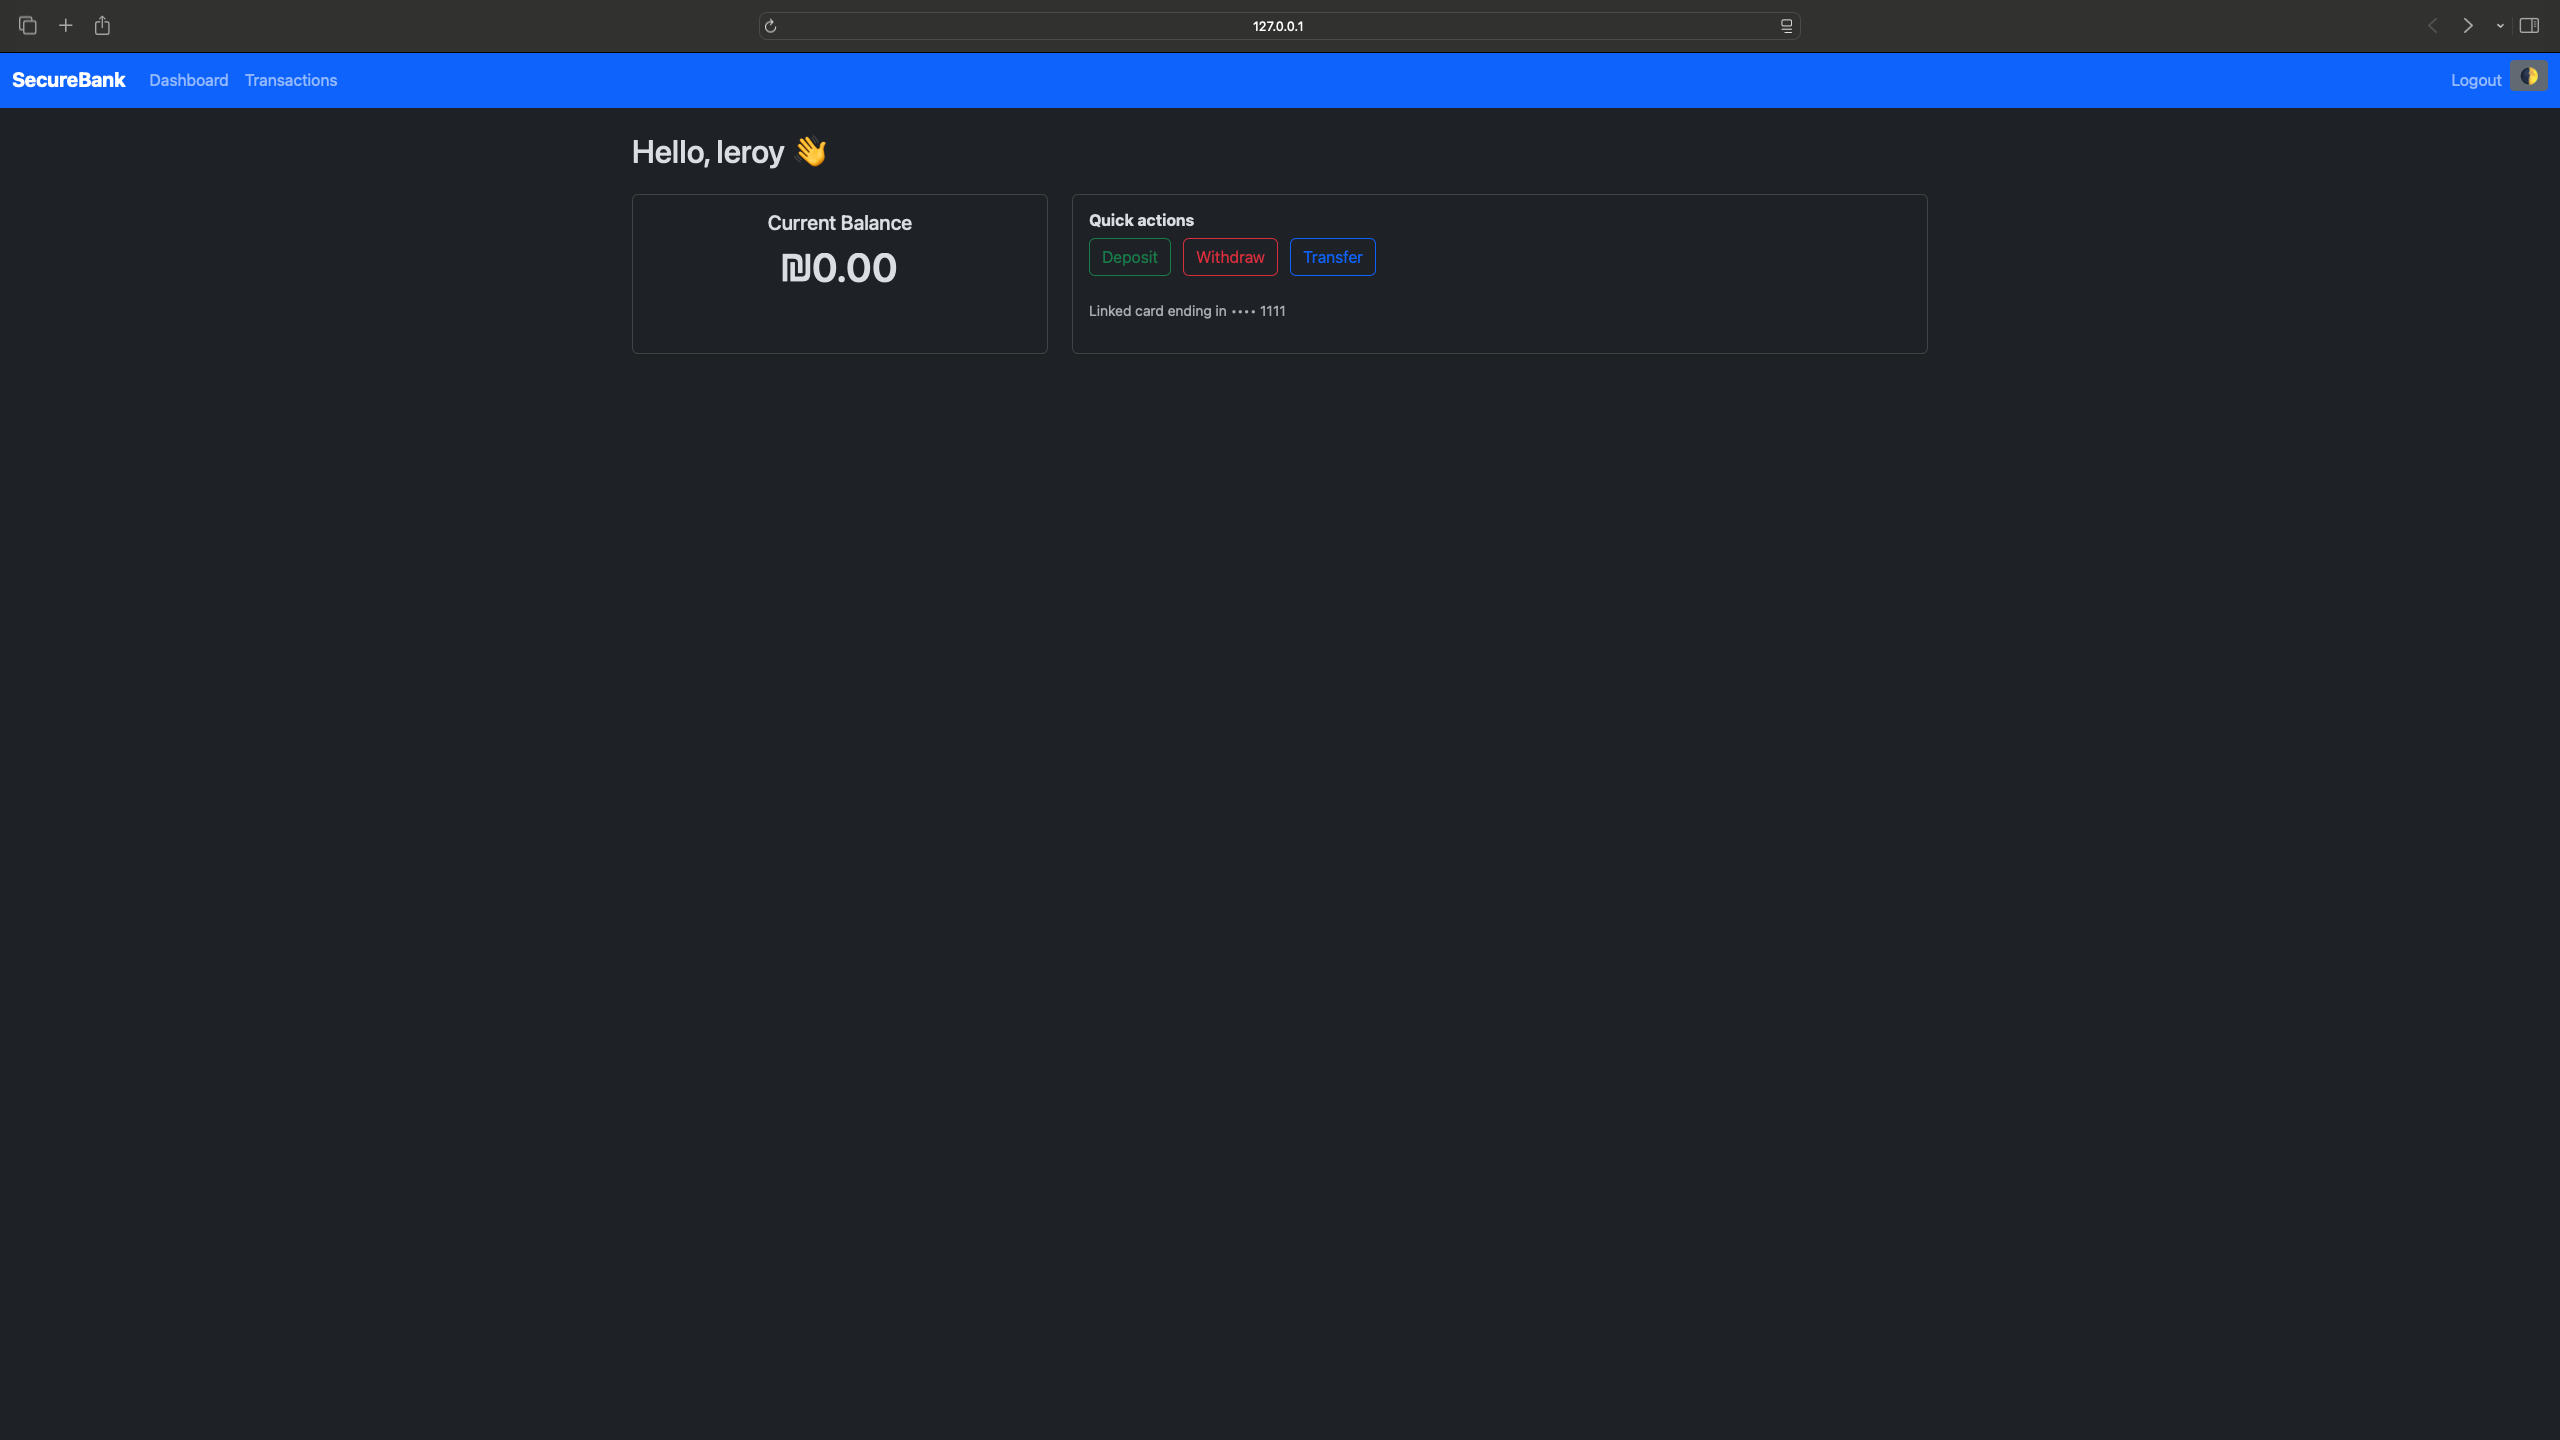 127.0.0.1
SecureBank Dashboard Transactions Logout 🌓
Hello, leroy 👋
Current Balance
₪0.00
Quick actions
Deposit Withdraw Transfer
Linked card ending in •••• 1111